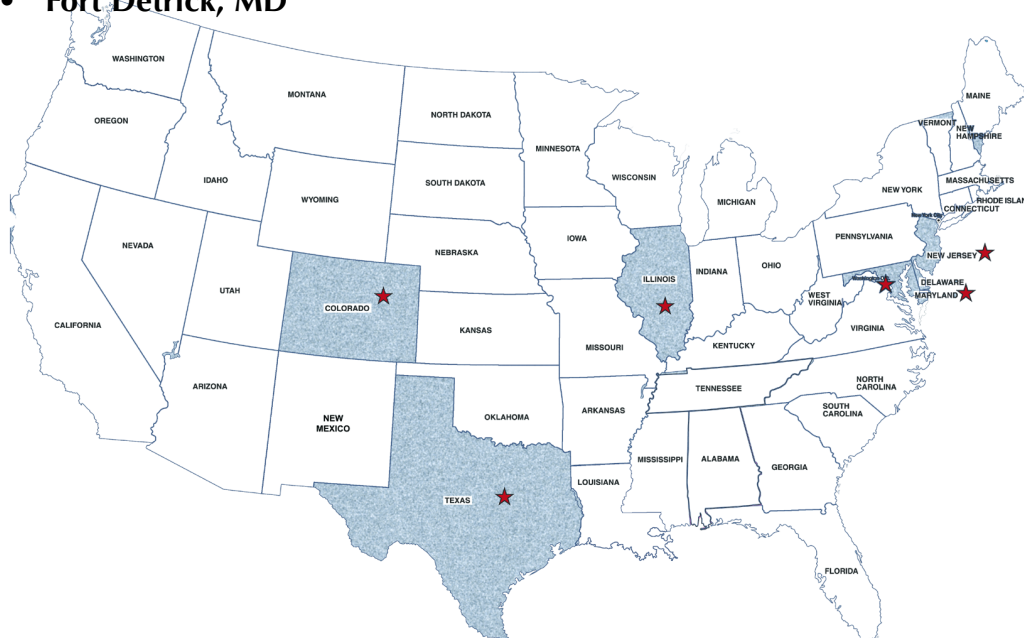 • Fort Detrick, MD
WASHINGTON
MONTANA
NORTH DAKOTA
MINNESOTA
MAINE
VERMONT
NEW
HAMPSHIRE
OREGON
IDAHO
WYOMING
SOUTH DAKOTA
WISCONSIN
MICHIGAN
NEW YORK
MASSACHUSETTS
RHODE ISLAN
CONNECTICUT
New York City
NEVADA
UTAH
COLORADO
NEBRASKA
IOWA
ILLINOIS
INDIANA
OHIO
PENNSYLVANIA
NEW JERSEY
DELAWARE
MARYLAND
WEST
VIRGINIA
VIRGINIA
CALIFORNIA
KANSAS
MISSOURI
KENTUCKY
ARIZONA
NEW
MEXICO
OKLAHOMA
ARKANSAS
TENNESSEE
NORTH
CAROLINA
SOUTH
CAROLINA
TEXAS
LOUISIANA
MISSISSIPPI
ALABAMA
GEORGIA
FLORIDA